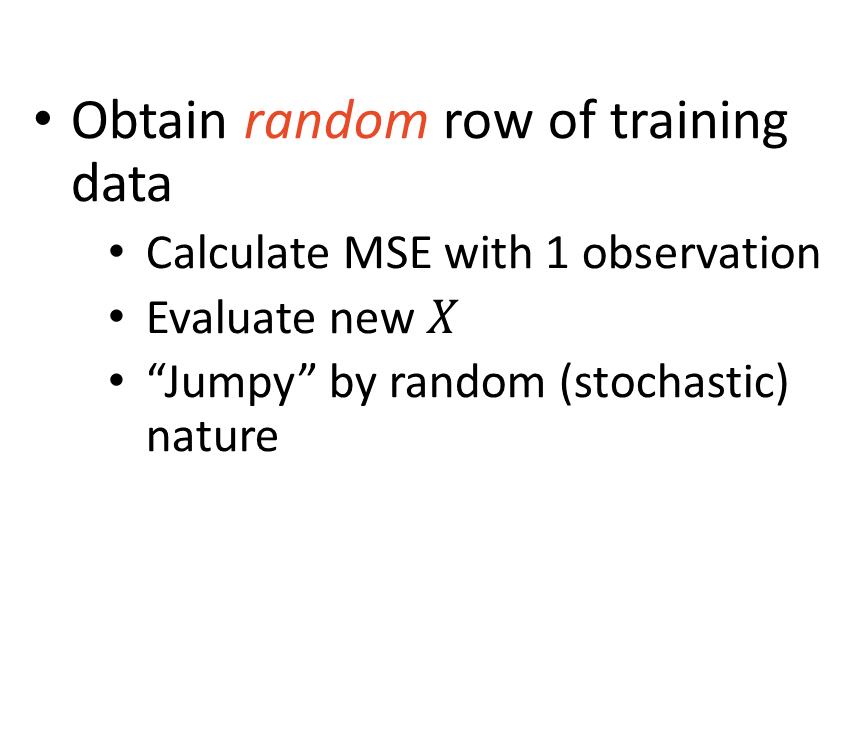 • Obtain random row of training
data
• Calculate MSE with 1 observation
• Evaluate new X
• “Jumpy” by random (stochastic)
nature